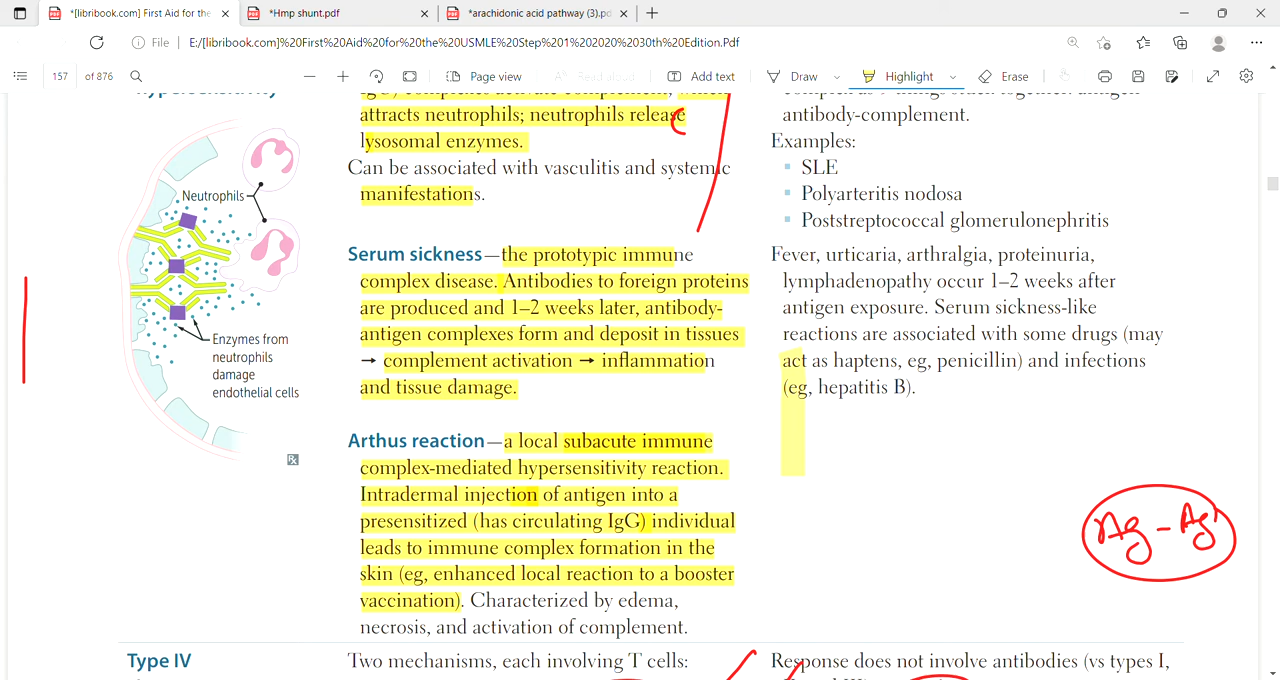 *[libribook.com] First Aid for the
*Hmp shunt.pdf
*arachidonic acid pathway (3).pd
File
E:/[libribook.com]%20First%20Aid%20for%20the%20USMLE%20Step%201%202020%2030th%20Edition.Pdf
157 of 876
Page view
Read aloud
Add text
Draw
Highlight
Erase
attracts neutrophils; neutrophils release
lysosomal enzymes.
Can be associated with vasculitis and systemic
manifestations.
antibody-complement.
Examples:
SLE
Polyarteritis nodosa
Poststreptococcal glomerulonephritis
Neutrophils
Enzymes from
neutrophils
damage
endothelial cells
Rx
Serum sickness—the prototypic immune
complex disease. Antibodies to foreign proteins
are produced and 1–2 weeks later, antibody-
antigen complexes form and deposit in tissues
→ complement activation → inflammation
and tissue damage.
Fever, urticaria, arthralgia, proteinuria,
lymphadenopathy occur 1–2 weeks after
antigen exposure. Serum sickness-like
reactions are associated with some drugs (may
act as haptens, eg, penicillin) and infections
(eg, hepatitis B).
Arthus reaction—a local subacute immune
complex-mediated hypersensitivity reaction.
Intradermal injection of antigen into a
presensitized (has circulating IgG) individual
leads to immune complex formation in the
skin (eg, enhanced local reaction to a booster
vaccination). Characterized by edema,
necrosis, and activation of complement.
Ag - Ag
Type IV
Two mechanisms, each involving T cells:
Response does not involve antibodies (vs types I,